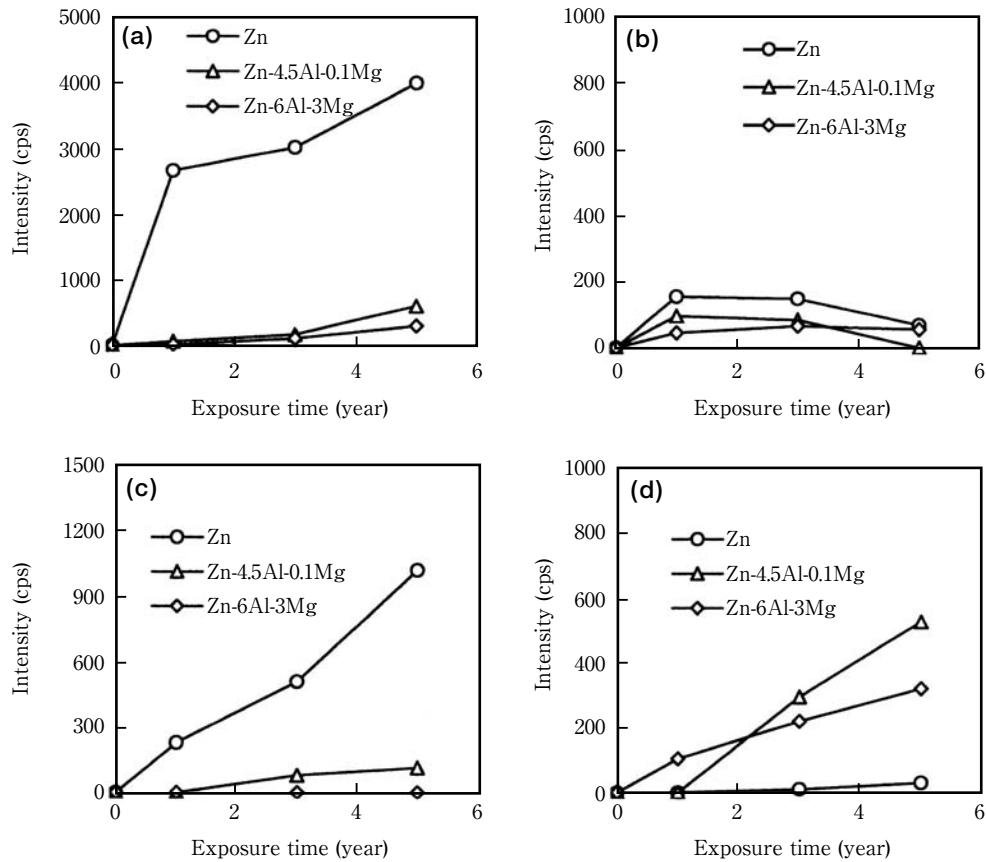 (a)
Zn
Zn-4.5Al-0.1Mg
Zn-6Al-3Mg
5000
4000
3000
2000
1000
0
0 2 4 6
Intensity (cps)
Exposure time (year)
(b)
Zn
Zn-4.5Al-0.1Mg
Zn-6Al-3Mg
1000
800
600
400
200
0
0 2 4 6
Intensity (cps)
Exposure time (year)
(c)
Zn
Zn-4.5Al-0.1Mg
Zn-6Al-3Mg
1500
1200
900
600
300
0
0 2 4 6
Intensity (cps)
Exposure time (year)
(d)
Zn
Zn-4.5Al-0.1Mg
Zn-6Al-3Mg
1000
800
600
400
200
0
0 2 4 6
Intensity (cps)
Exposure time (year)